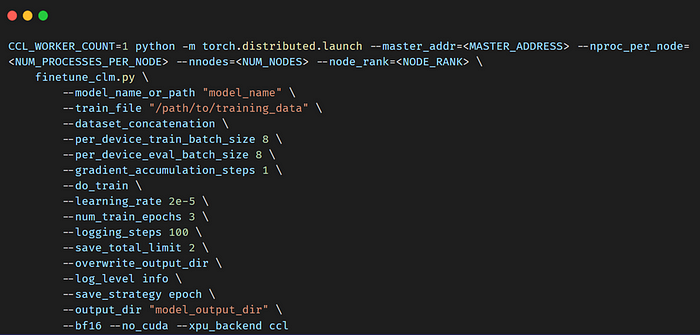 CCL_WORKER_COUNT=1 python -m torch.distributed.launch --master_addr=<MASTER_ADDRESS> --nproc_per_node=
<NUM_PROCESSES_PER_NODE> --nnodes=<NUM_NODES> --node_rank=<NODE_RANK> \
    finetune_clm.py \
        --model_name_or_path "model_name" \
        --train_file "/path/to/training_data" \
        --dataset_concatenation \
        --per_device_train_batch_size 8 \
        --per_device_eval_batch_size 8 \
        --gradient_accumulation_steps 1 \
        --do_train \
        --learning_rate 2e-5 \
        --num_train_epochs 3 \
        --logging_steps 100 \
        --save_total_limit 2 \
        --overwrite_output_dir \
        --log_level info \
        --save_strategy epoch \
        --output_dir "model_output_dir" \
        --bf16 --no_cuda --xpu_backend ccl